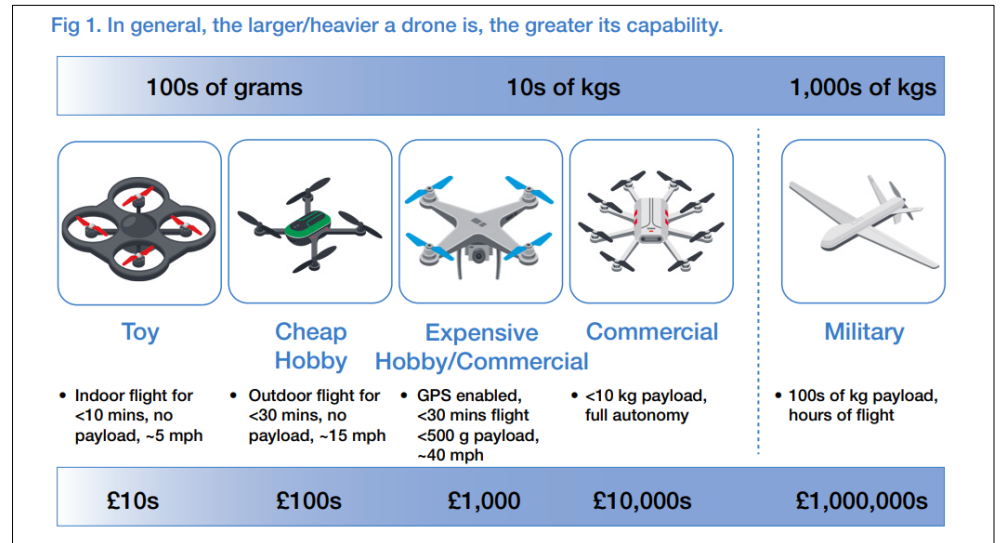 Fig 1. In general, the larger/heavier a drone is, the greater its capability.
100s of grams
10s of kgs
1,000s of kgs
Toy
• Indoor flight for
<10 mins, no
payload, ~5 mph
Cheap
Hobby
• Outdoor flight for
<30 mins, no
payload, ~15 mph
Expensive
Hobby/Commercial
• GPS enabled,
<30 mins flight
<500 g payload,
~40 mph
Commercial
• <10 kg payload,
full autonomy
Military
• 100s of kg payload,
hours of flight
£10s
£100s
£1,000
£10,000s
£1,000,000s